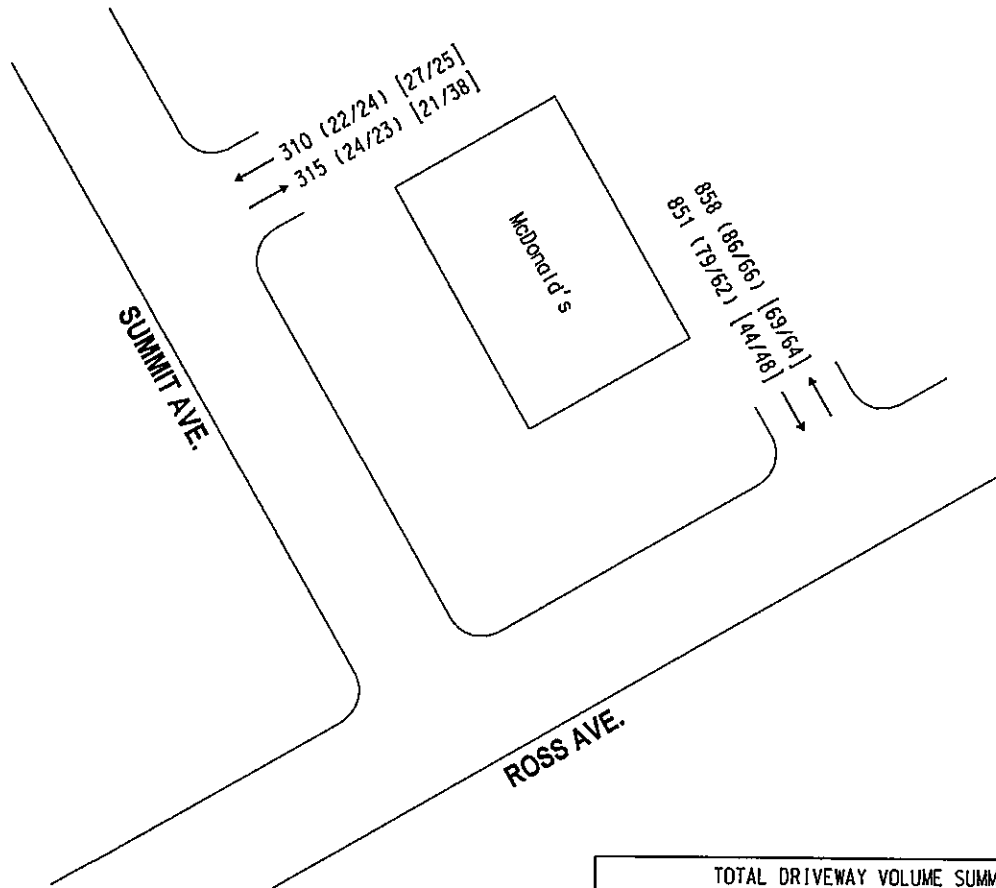 310 (22/24) [27/25]
315 (24/23) [21/38]
McDonald's
858 (86/66) [69/64]
851 (79/62) [44/48]
SUMMIT AVE.
ROSS AVE.
TOTAL DRIVEWAY VOLUME SUMM